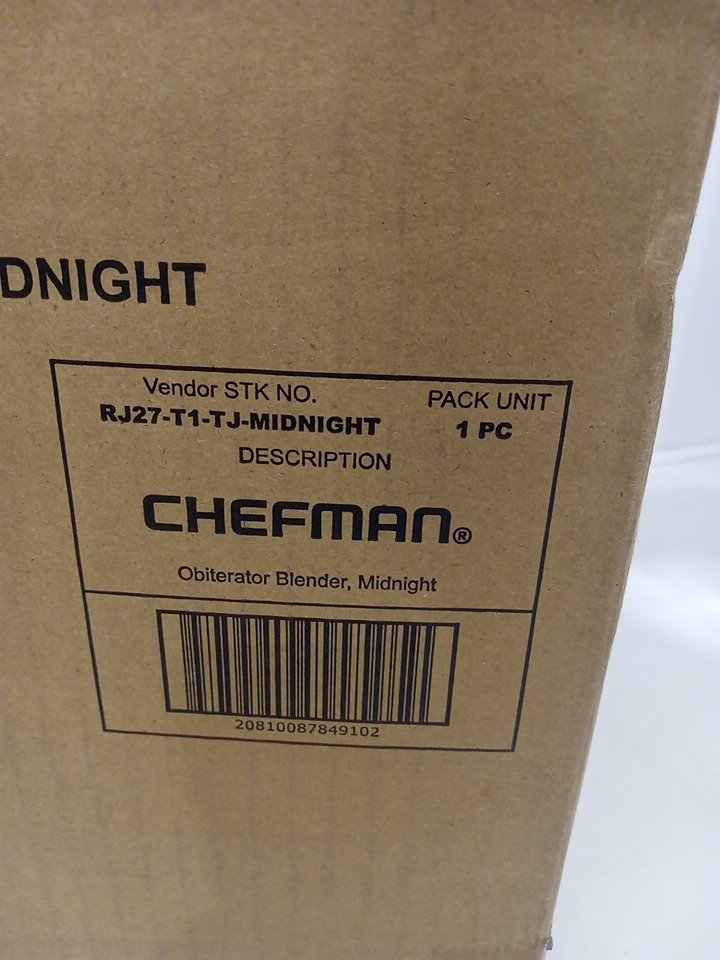 DNIGHT
Vendor STK NO.
PACK UNIT
RJ27-T1-TJ-MIDNIGHT
1 PC
DESCRIPTION
CHEFMAN®
Obiterator Blender, Midnight
20810087849102